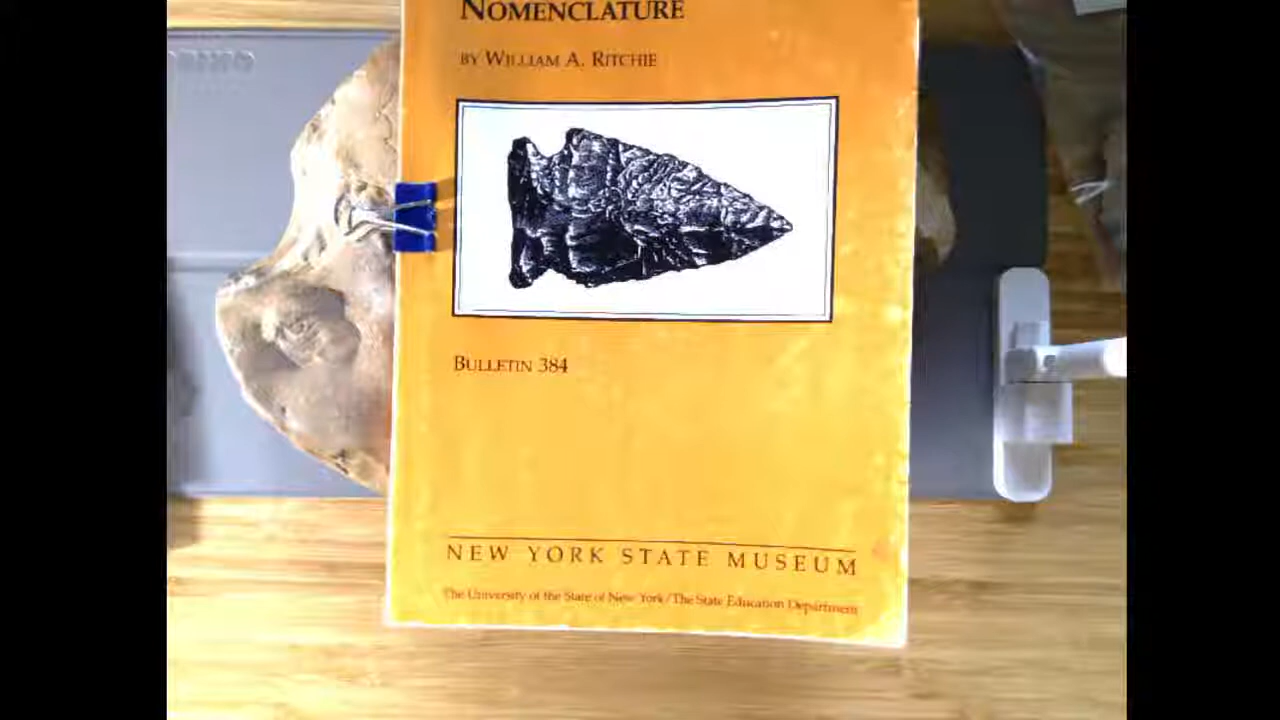 NOMENCLATURE
BY WILLIAM A. RITCHIE
BULLETIN 384
NEW YORK STATE MUSEUM
The University of the State of New York/The State Education Department